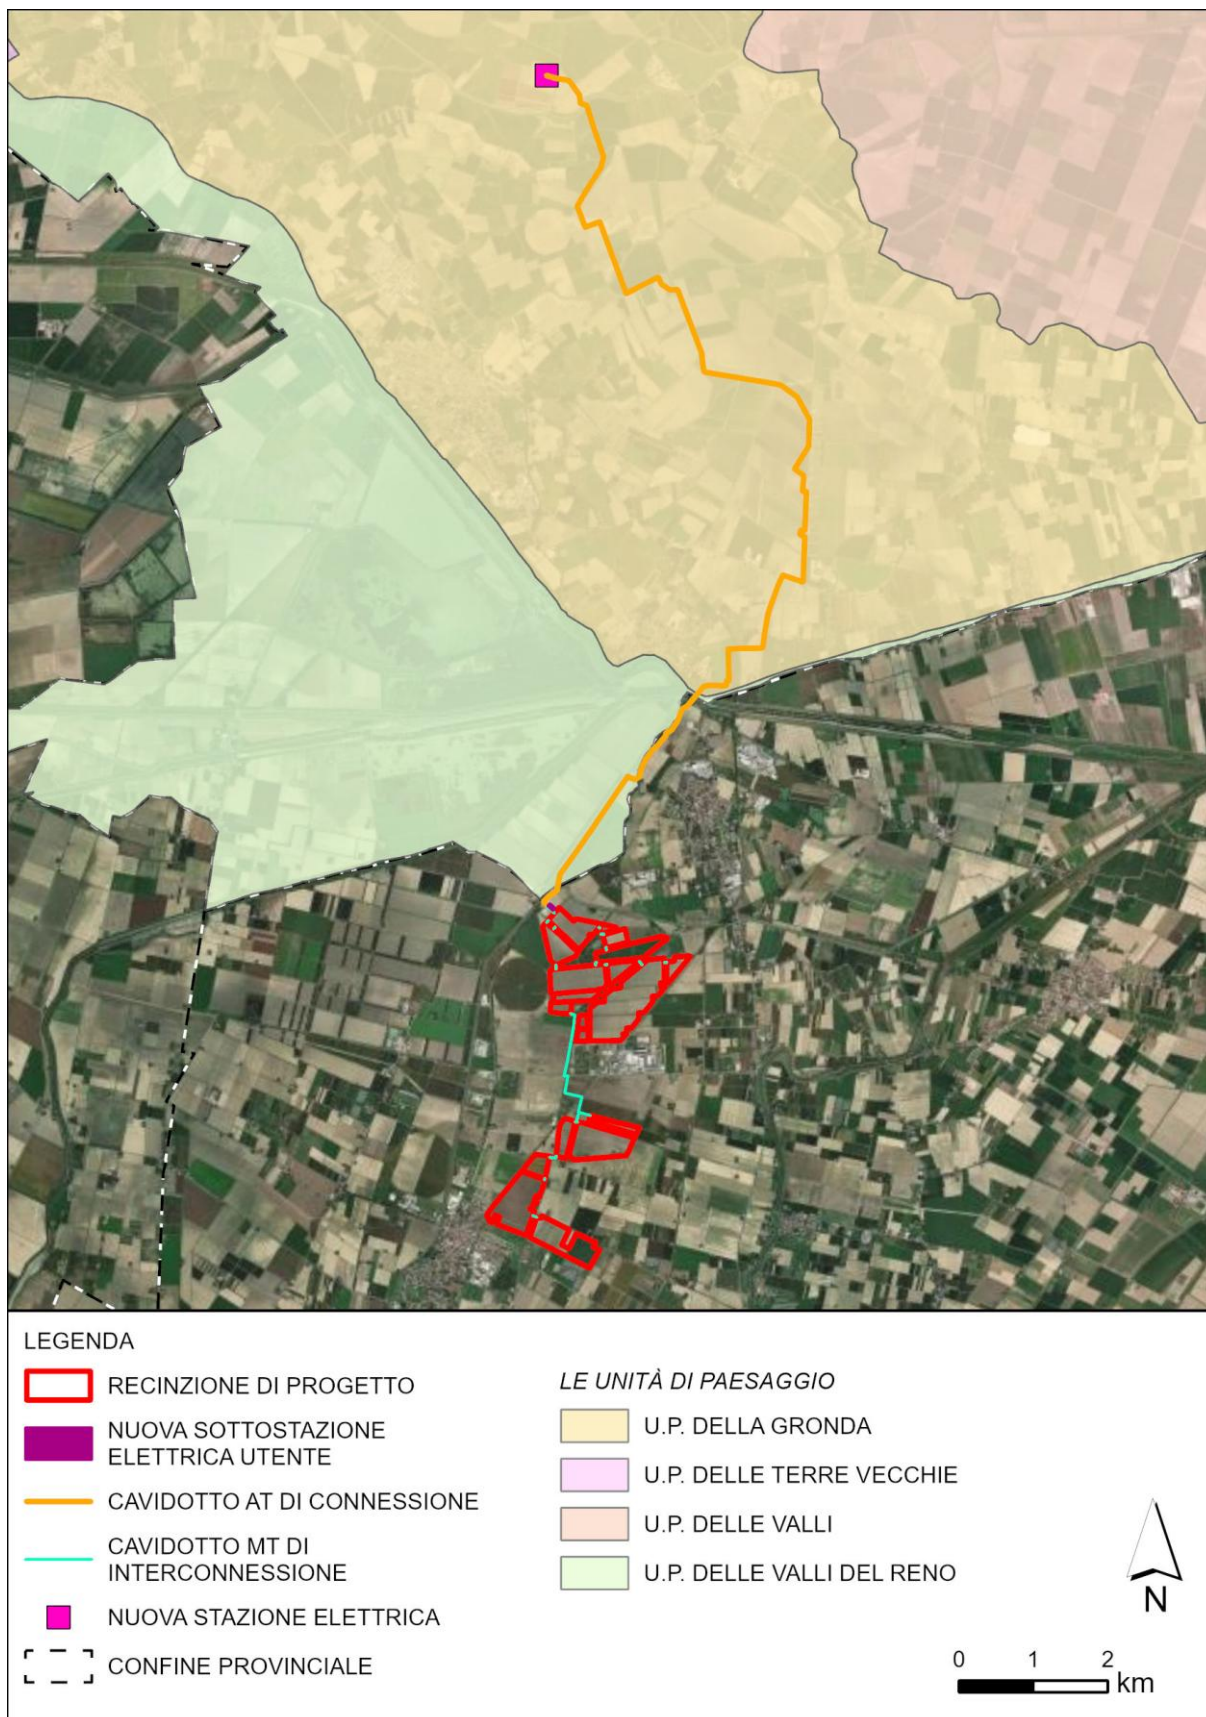 LEGENDA
RECINZIONE DI PROGETTO
NUOVA SOTTOSTAZIONE
ELETTRICA UTENTE
CAVIDOTTO AT DI CONNESSIONE
CAVIDOTTO MT DI
INTERCONNESSIONE
NUOVA STAZIONE ELETTRICA
CONFINE PROVINCIALE
LE UNITÀ DI PAESAGGIO
U.P. DELLA GRONDA
U.P. DELLE TERRE VECCHIE
U.P. DELLE VALLI
U.P. DELLE VALLI DEL RENO
N
0 1 2
km